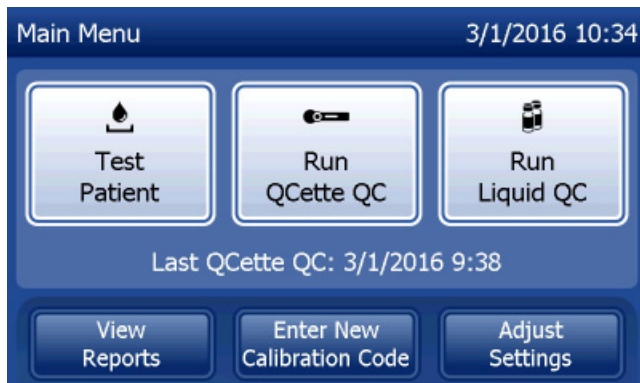 Main Menu 3/1/2016 10:34
Test Patient
Run QCette QC
Run Liquid QC
Last QCette QC: 3/1/2016 9:38
View Reports
Enter New Calibration Code
Adjust Settings